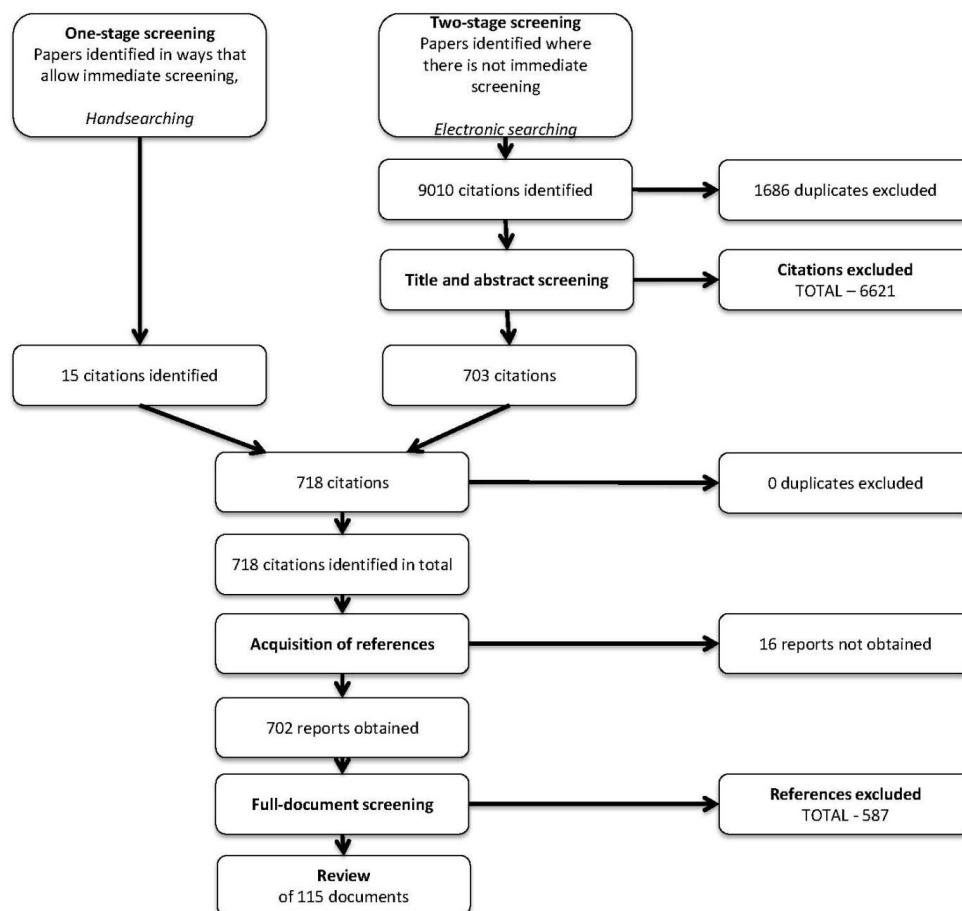 One-stage screening
Papers identified in ways that
allow immediate screening,
Handsearching
Two-stage screening
Papers identified where
there is not immediate
screening
Electronic searching
9010 citations identified
1686 duplicates excluded
Title and abstract screening
Citations excluded
TOTAL – 6621
15 citations identified
703 citations
718 citations
0 duplicates excluded
718 citations identified in total
Acquisition of references
16 reports not obtained
702 reports obtained
Full-document screening
References excluded
TOTAL - 587
Review
of 115 documents